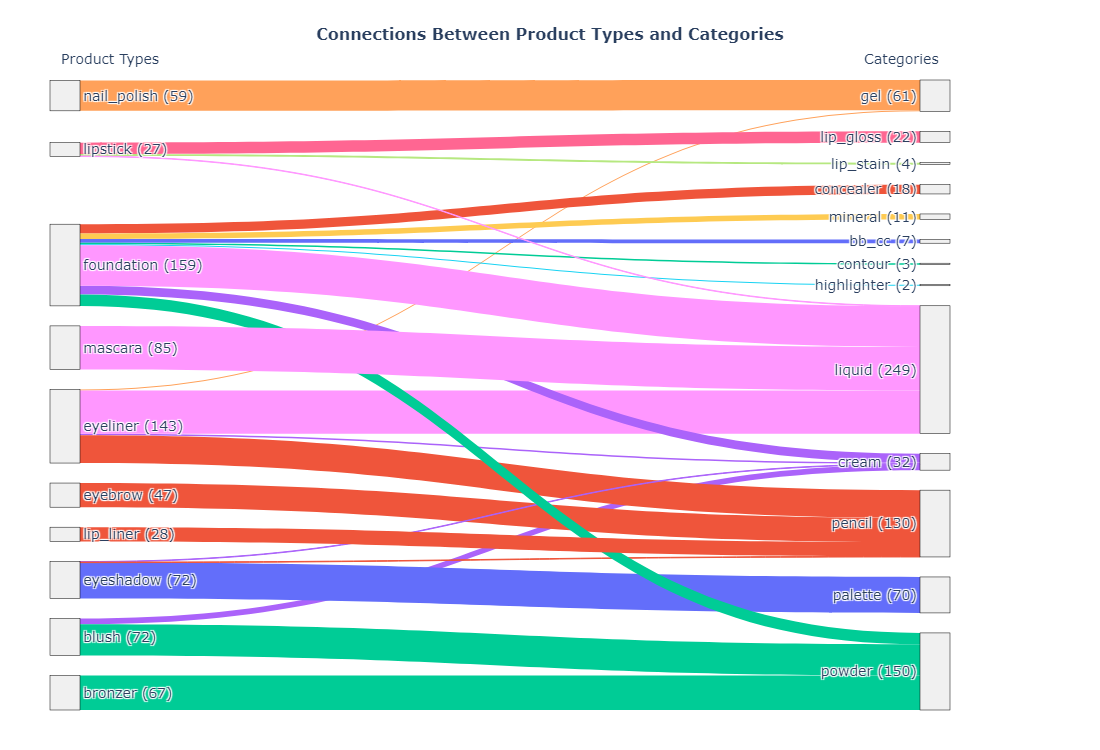 Connections Between Product Types and Categories
Product Types
Categories
nail_polish (59)
lipstick (27)
foundation (159)
mascara (85)
eyeliner (143)
eyebrow (47)
lip_liner (28)
eyeshadow (72)
blush (72)
bronzer (67)
gel (61)
lip_gloss (22)
lip_stain (4)
concealer (18)
mineral (11)
bb_cc (7)
contour (3)
highlighter (2)
liquid (249)
cream (32)
pencil (130)
palette (70)
powder (150)